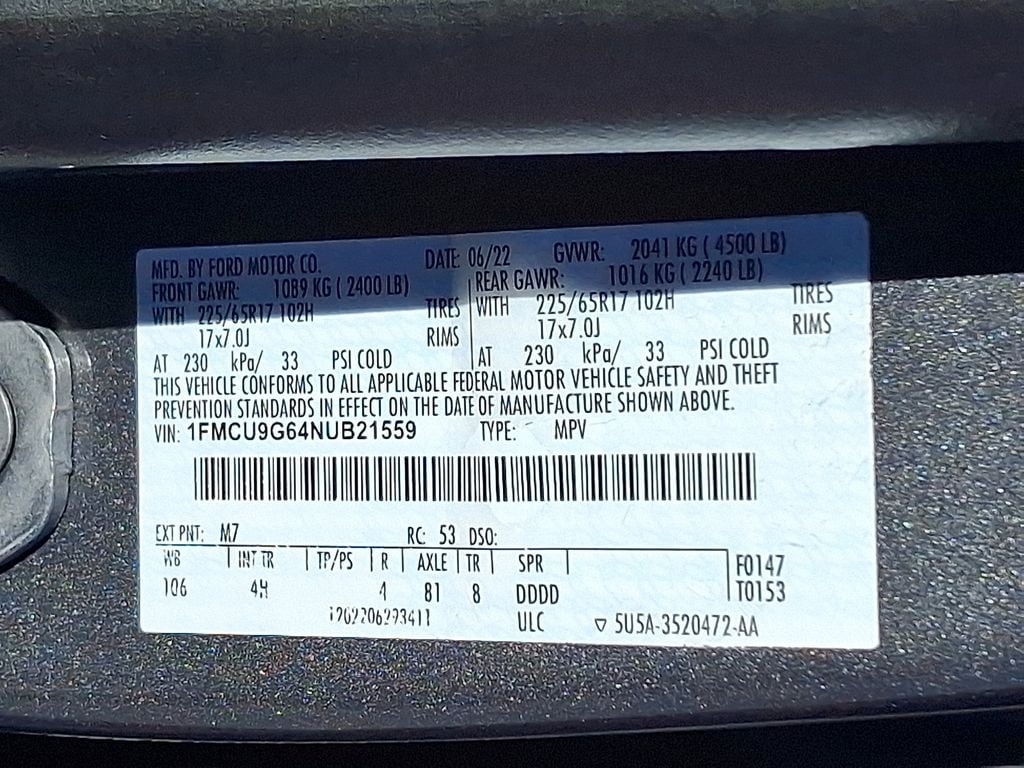 MFD. BY FORD MOTOR CO. DATE: 06/22 GVWR: 2041 KG ( 4500 LB)
FRONT GAWR: 1089 KG ( 2400 LB) REAR GAWR: 1016 KG ( 2240 LB)
WITH 225/65R17 102H TIRES WITH 225/65R17 102H TIRES
17x7.0J RIMS 17x7.0J RIMS
AT 230 kPa/ 33 PSI COLD AT 230 kPa/ 33 PSI COLD
THIS VEHICLE CONFORMS TO ALL APPLICABLE FEDERAL MOTOR VEHICLE SAFETY AND THEFT
PREVENTION STANDARDS IN EFFECT ON THE DATE OF MANUFACTURE SHOWN ABOVE.
VIN: 1FMCU9G64NUB21559 TYPE: MPV
EXT PNT: M7 RC: 53 DSO:
WB INT TR TP/PS R AXLE TR SPR F0147
106 4H 4 81 8 DDDD T0153
ULC 5U5A-3520472-AA